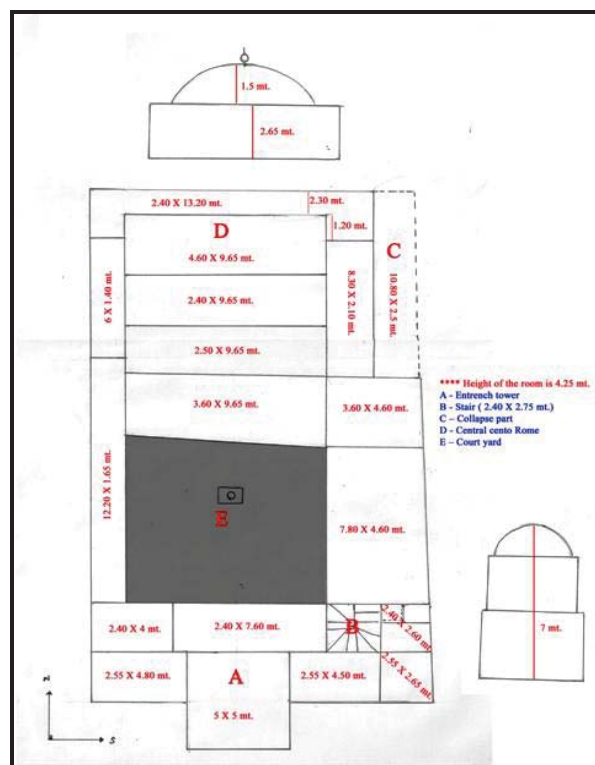 1.5 mt.
2.65 mt.
2.40 X 13.20 mt.
2.30 mt.
D
1.20 mt.
C
4.60 X 9.65 mt.
6 X 1.40 mt.
2.40 X 9.65 mt.
8.30 X 2.10 mt.
10.80 X 2.5 mt.
2.50 X 9.65 mt.
3.60 X 9.65 mt.
3.60 X 4.60 mt.
**** Height of the room is 4.25 mt.
A - Entrench tower
B - Stair ( 2.40 X 2.75 mt.)
C – Collapse part
D - Central cento Rome
E – Court yard
12.20 X 1.65 mt.
E
7.80 X 4.60 mt.
2.40 X 4 mt.
2.40 X 7.60 mt.
B
2.40 X 2.60 mt.
7 mt.
2.55 X 4.80 mt.
A
2.55 X 4.50 mt.
2.55 X 2.65 mt.
5 X 5 mt.
S